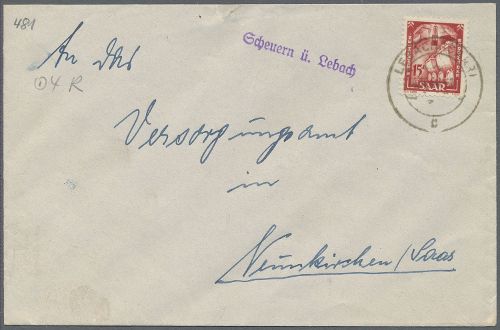 481
An das
Scheuern ü. Lebach
15
SAAR
Versorgungsamt
in
Neunkirchen/Saar